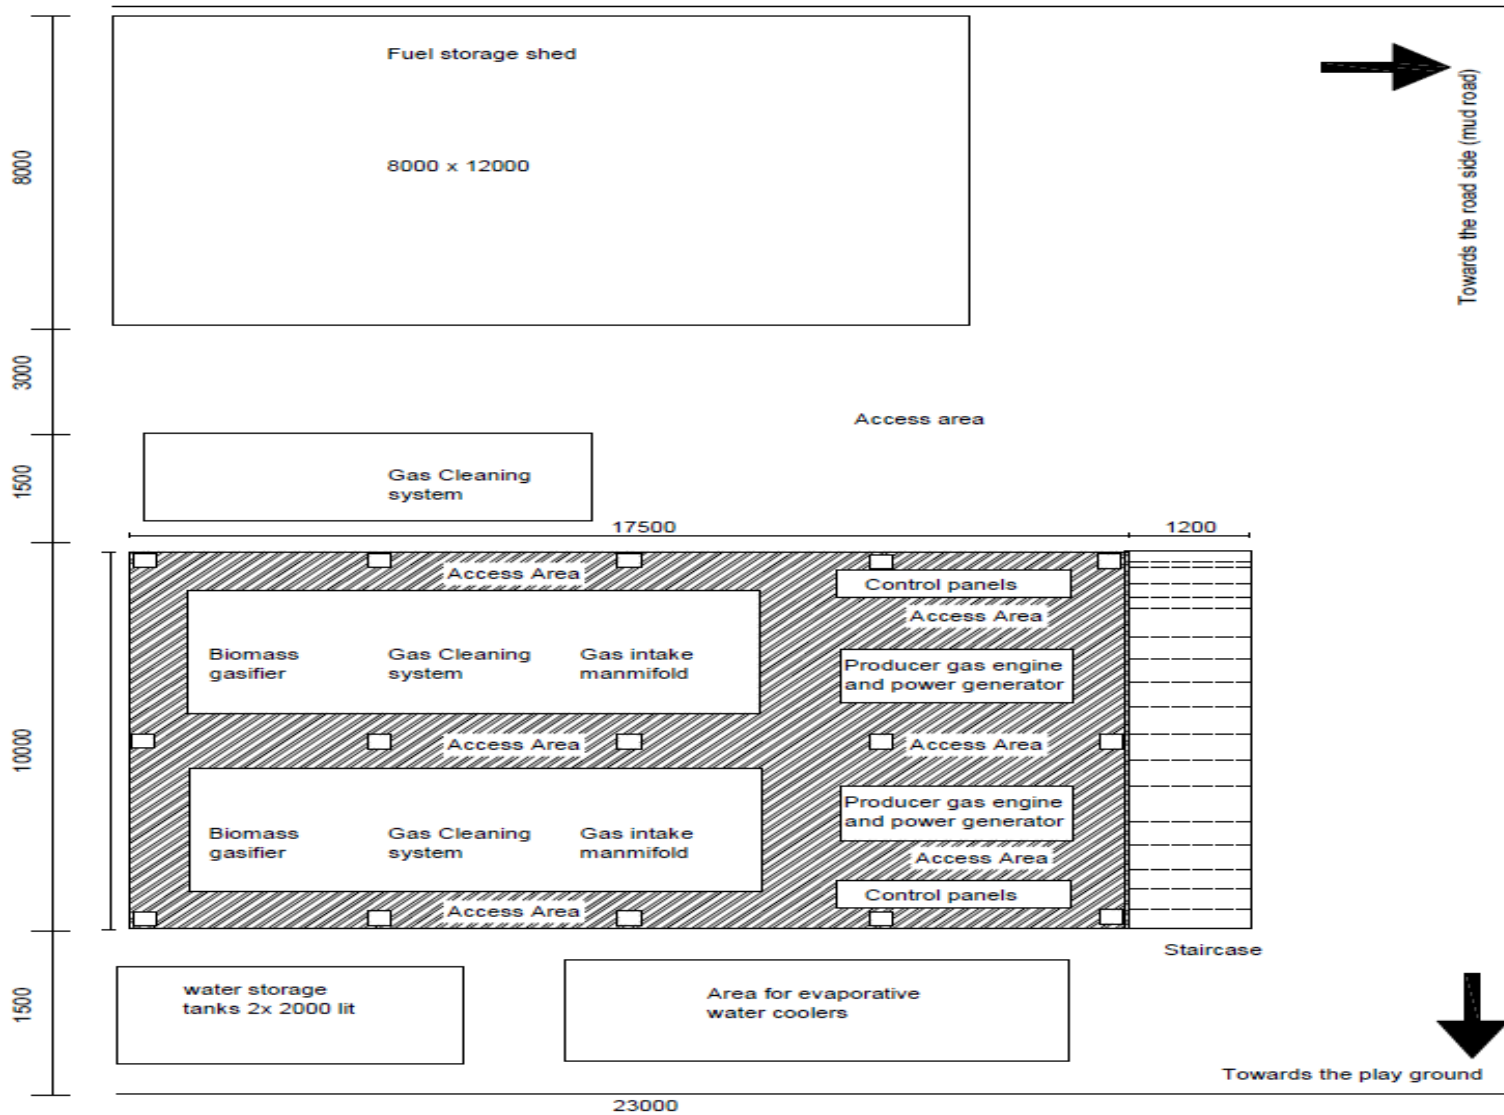 Fuel storage shed
8000 x 12000
Towards the road side (mud road)
8000
3000
Access area
1500
Gas Cleaning
system
17500
1200
Access Area
Control panels
Access Area
Biomass
gasifier
Gas Cleaning
system
Gas intake
manmifold
Producer gas engine
and power generator
10000
Access Area
Access Area
Biomass
gasifier
Gas Cleaning
system
Gas intake
manmifold
Producer gas engine
and power generator
Access Area
Control panels
Access Area
Staircase
1500
water storage
tanks 2x 2000 lit
Area for evaporative
water coolers
Towards the play ground
23000